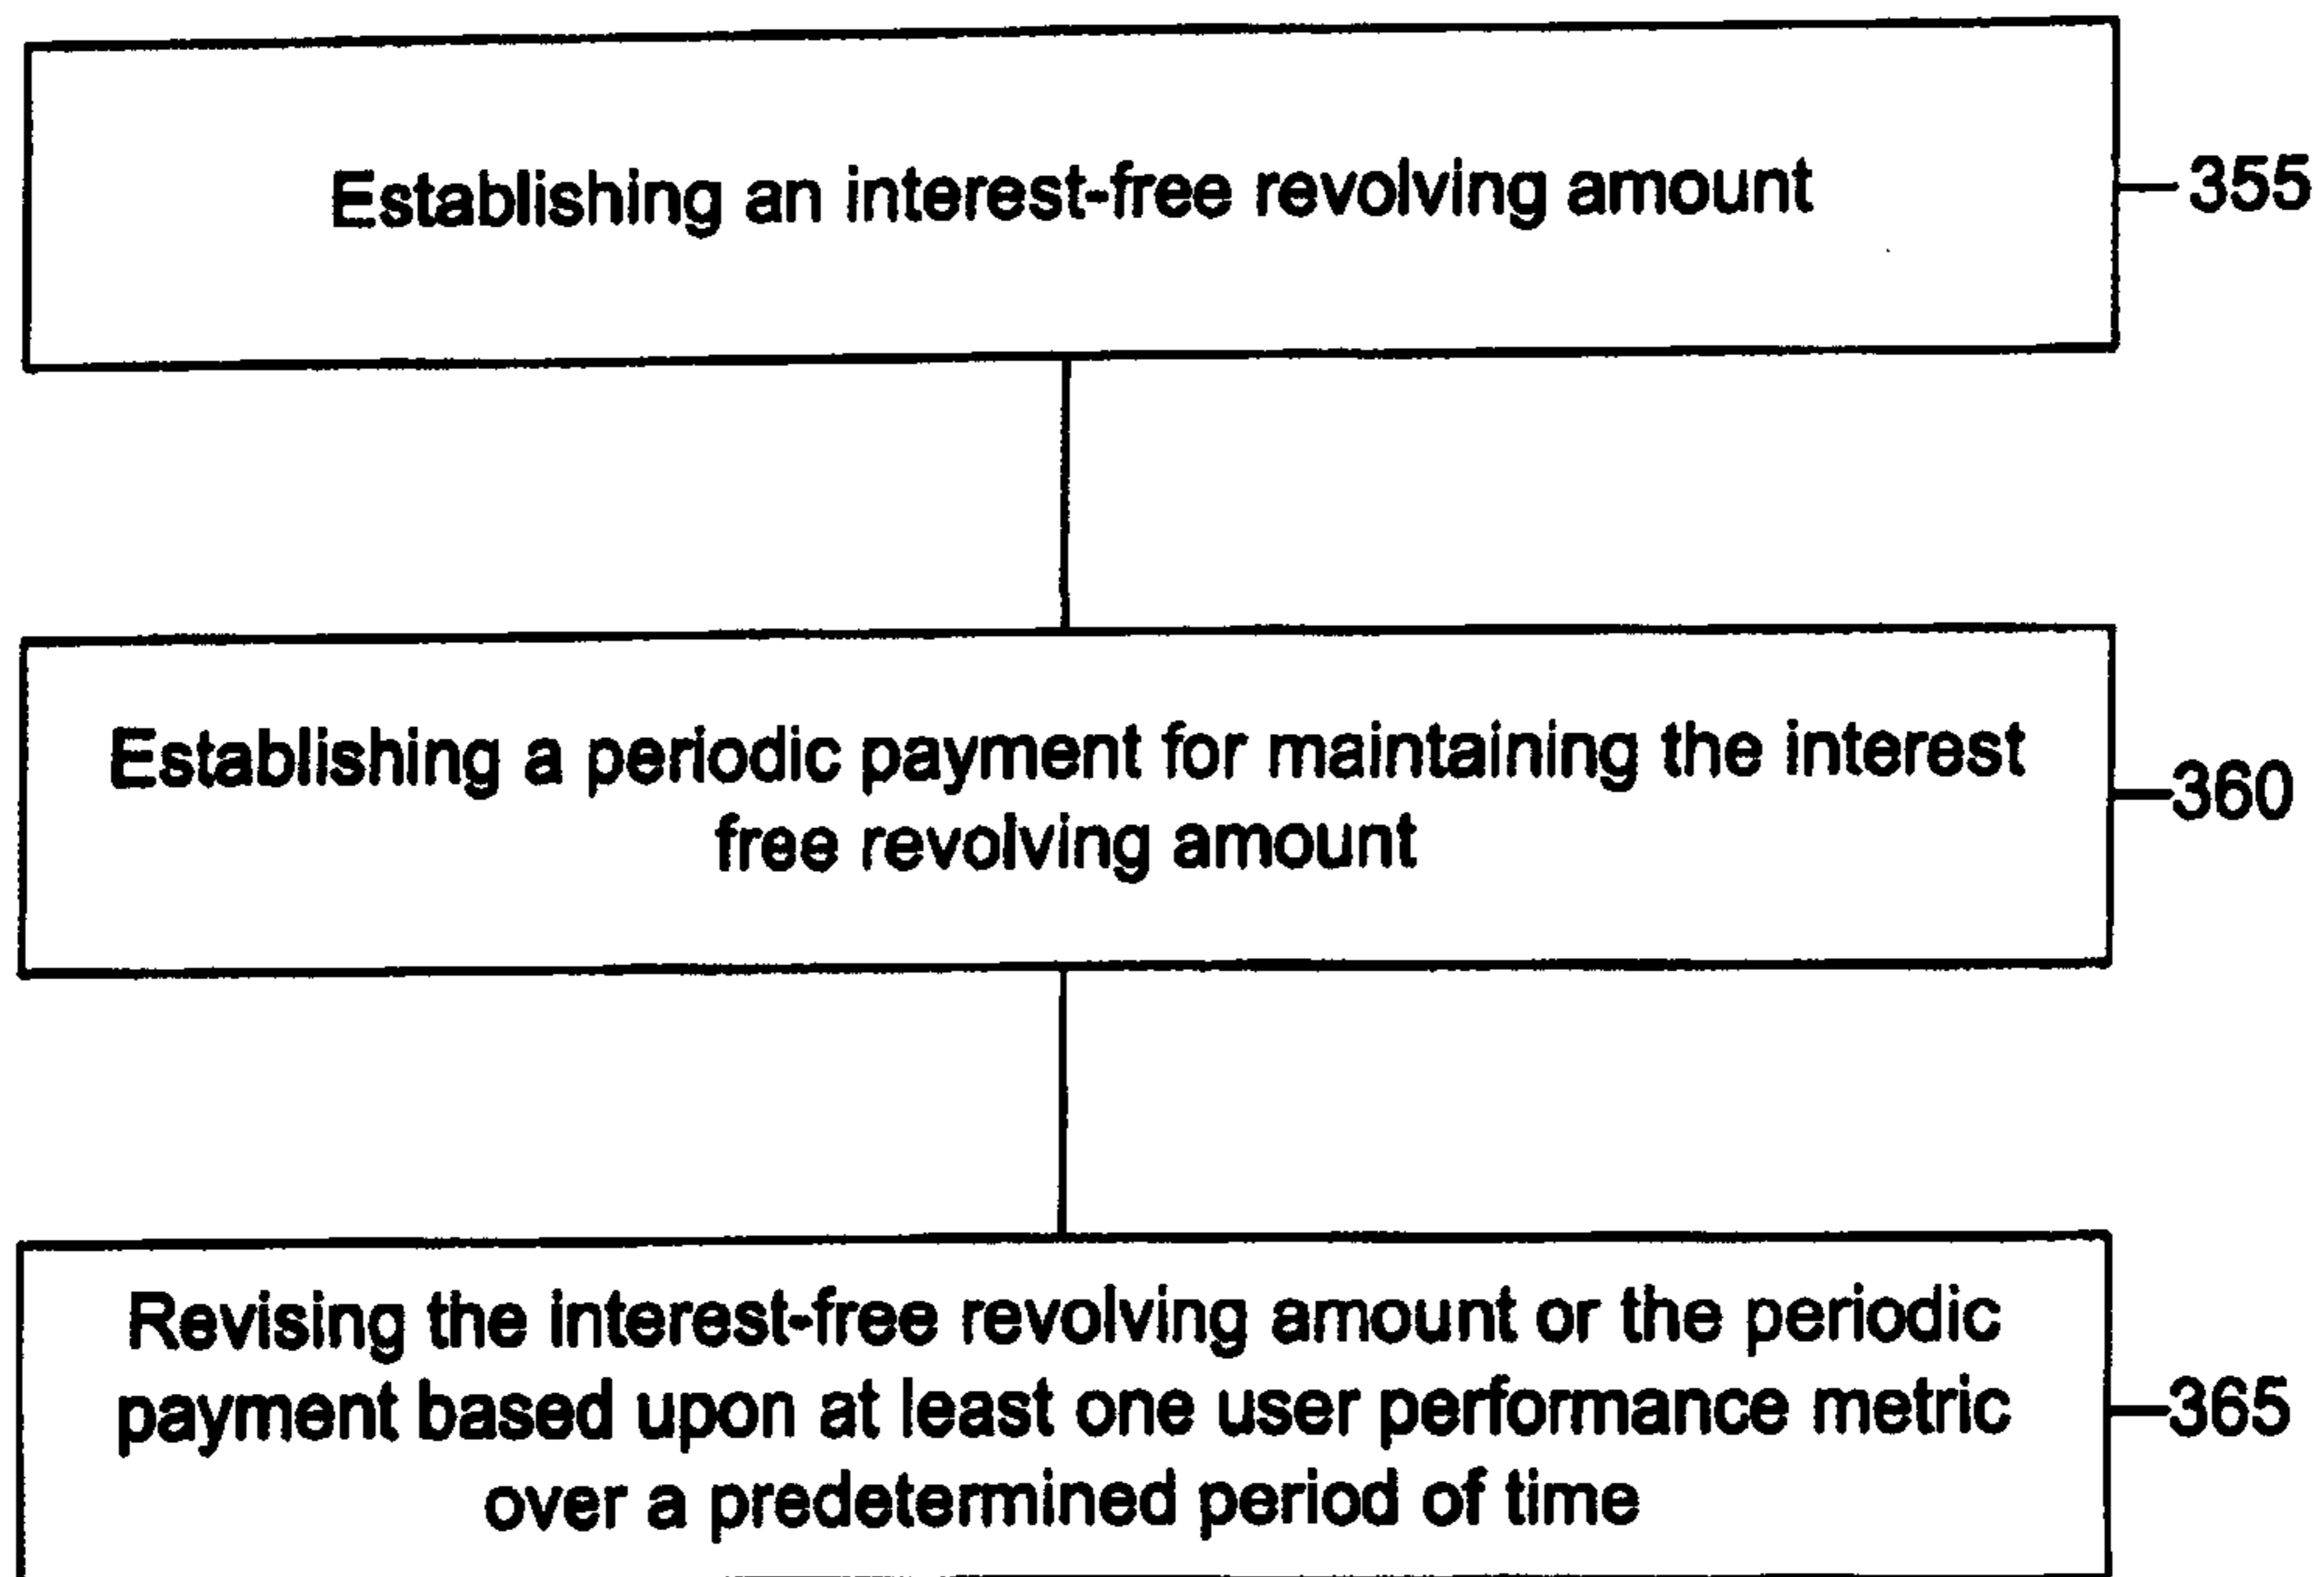 Establishing an interest-free revolving amount
355
Establishing a periodic payment for maintaining the interest
free revolving amount
360
Revising the interest-free revolving amount or the periodic
payment based upon at least one user performance metric
over a predetermined period of time
365